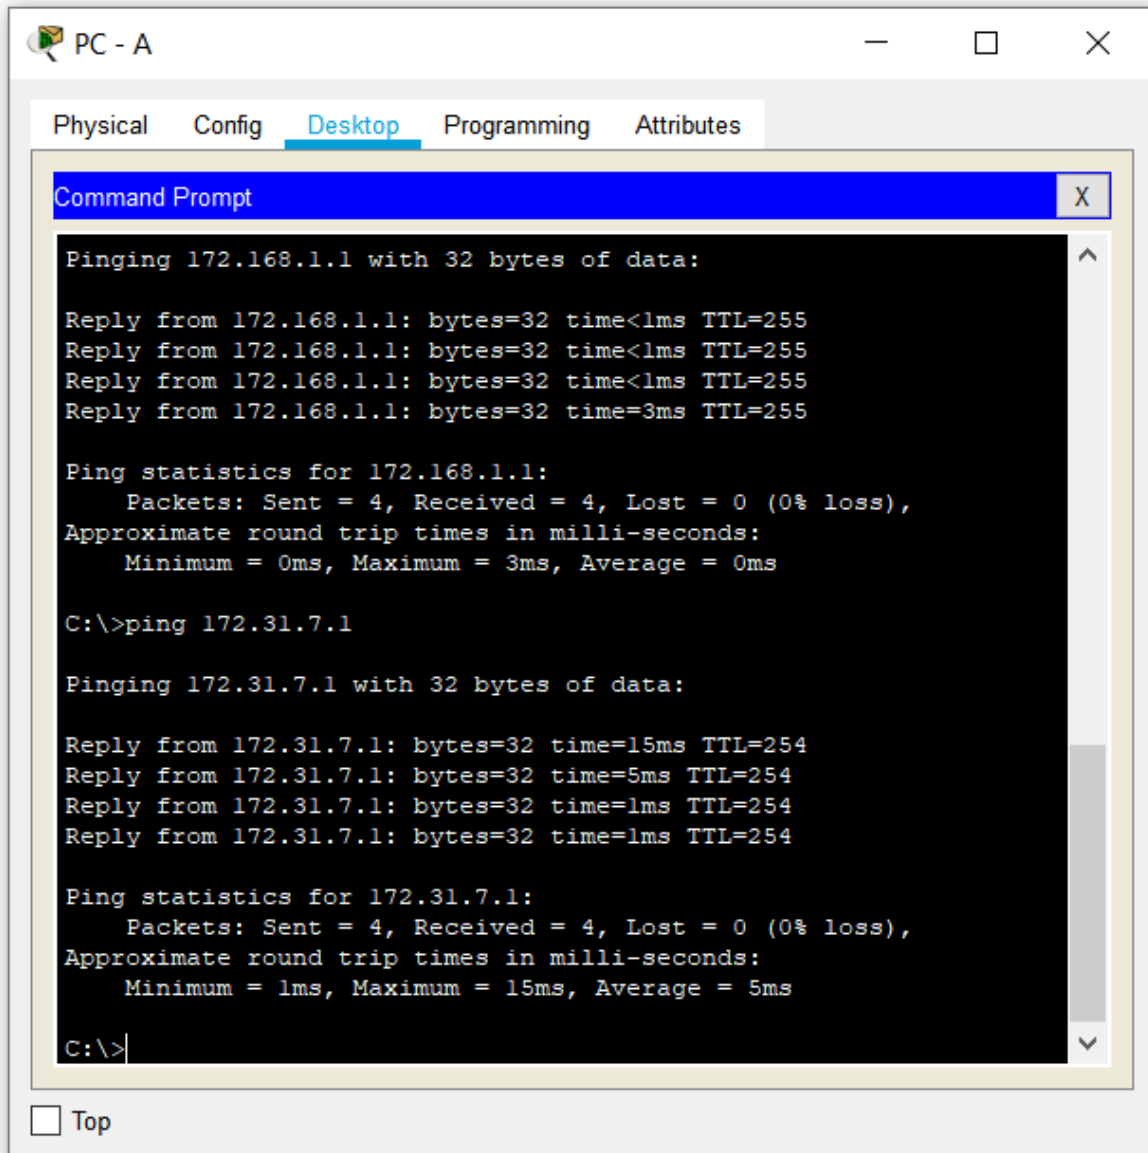 PC - A
Physical Config Desktop Programming Attributes
Command Prompt
X
Pinging 172.168.1.1 with 32 bytes of data:
Reply from 172.168.1.1: bytes=32 time<1ms TTL=255
Reply from 172.168.1.1: bytes=32 time<1ms TTL=255
Reply from 172.168.1.1: bytes=32 time<1ms TTL=255
Reply from 172.168.1.1: bytes=32 time=3ms TTL=255
Ping statistics for 172.168.1.1:
Packets: Sent = 4, Received = 4, Lost = 0 (0% loss),
Approximate round trip times in milli-seconds:
Minimum = 0ms, Maximum = 3ms, Average = 0ms
C:\>ping 172.31.7.1
Pinging 172.31.7.1 with 32 bytes of data:
Reply from 172.31.7.1: bytes=32 time=15ms TTL=254
Reply from 172.31.7.1: bytes=32 time=5ms TTL=254
Reply from 172.31.7.1: bytes=32 time=1ms TTL=254
Reply from 172.31.7.1: bytes=32 time=1ms TTL=254
Ping statistics for 172.31.7.1:
Packets: Sent = 4, Received = 4, Lost = 0 (0% loss),
Approximate round trip times in milli-seconds:
Minimum = 1ms, Maximum = 15ms, Average = 5ms
C:\>
Top